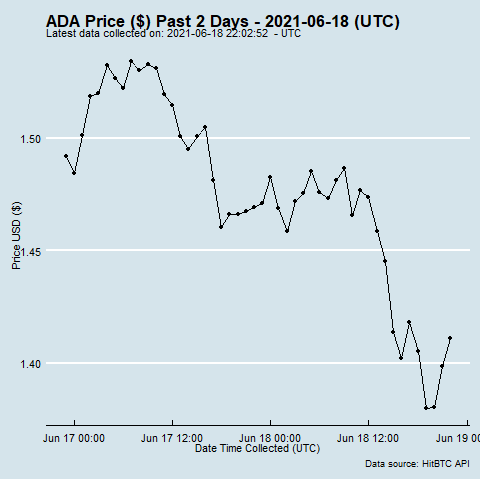 ADA Price ($) Past 2 Days - 2021-06-18 (UTC)
Latest data collected on: 2021-06-18 22:02:52 - UTC
1.50
1.45
1.40
Price USD ($)
Jun 17 00:00 Jun 17 12:00 Jun 18 00:00 Jun 18 12:00 Jun 19 00
Date Time Collected (UTC)
Data source: HitBTC API